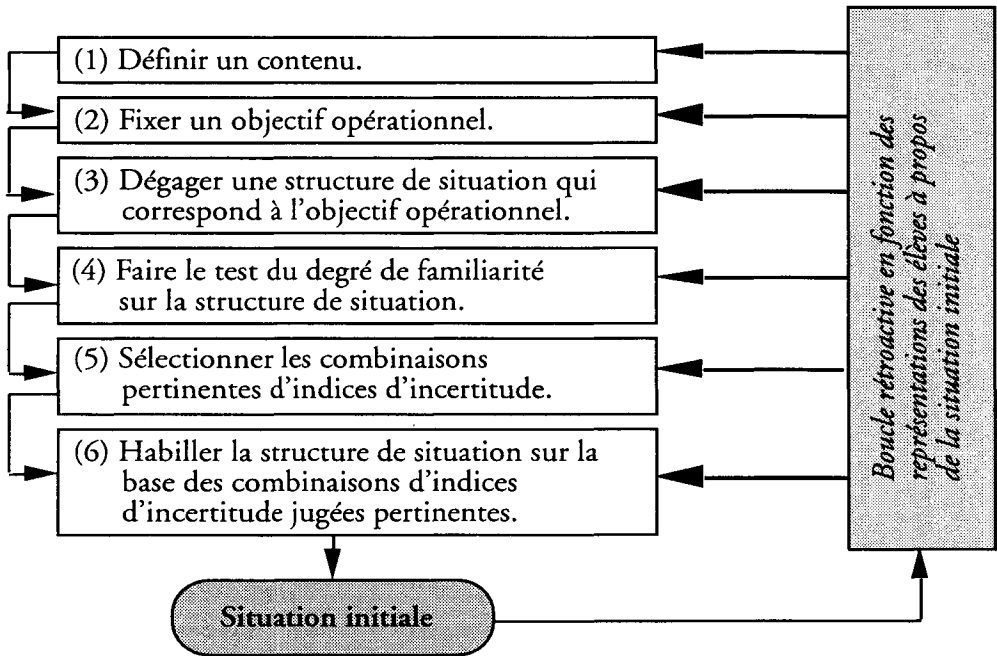 (1) Définir un contenu.
(2) Fixer un objectif opérationnel.
(3) Dégager une structure de situation qui
correspond à l'objectif opérationnel.
(4) Faire le test du degré de familiarité
sur la structure de situation.
(5) Sélectionner les combinaisons
pertinentes d'indices d'incertitude.
(6) Habiller la structure de situation sur la
base des combinaisons d'indices
d'incertitude jugées pertinentes.
Situation initiale
Boucle rétroactive en fonction des
représentations des élèves à propos
de la situation initiale